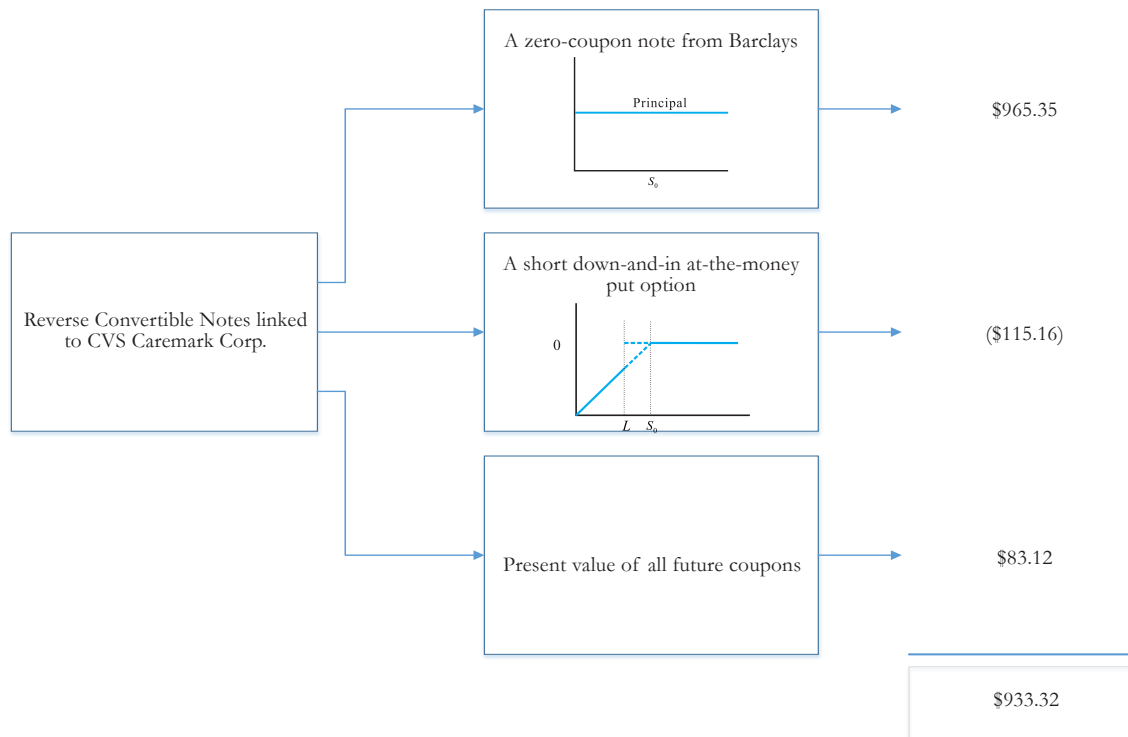 A zero-coupon note from Barclays
Principal
S₀
$965.35
Reverse Convertible Notes linked
to CVS Caremark Corp.
A short down-and-in at-the-money
put option
0
L S₀
($115.16)
Present value of all future coupons
$83.12
$933.32